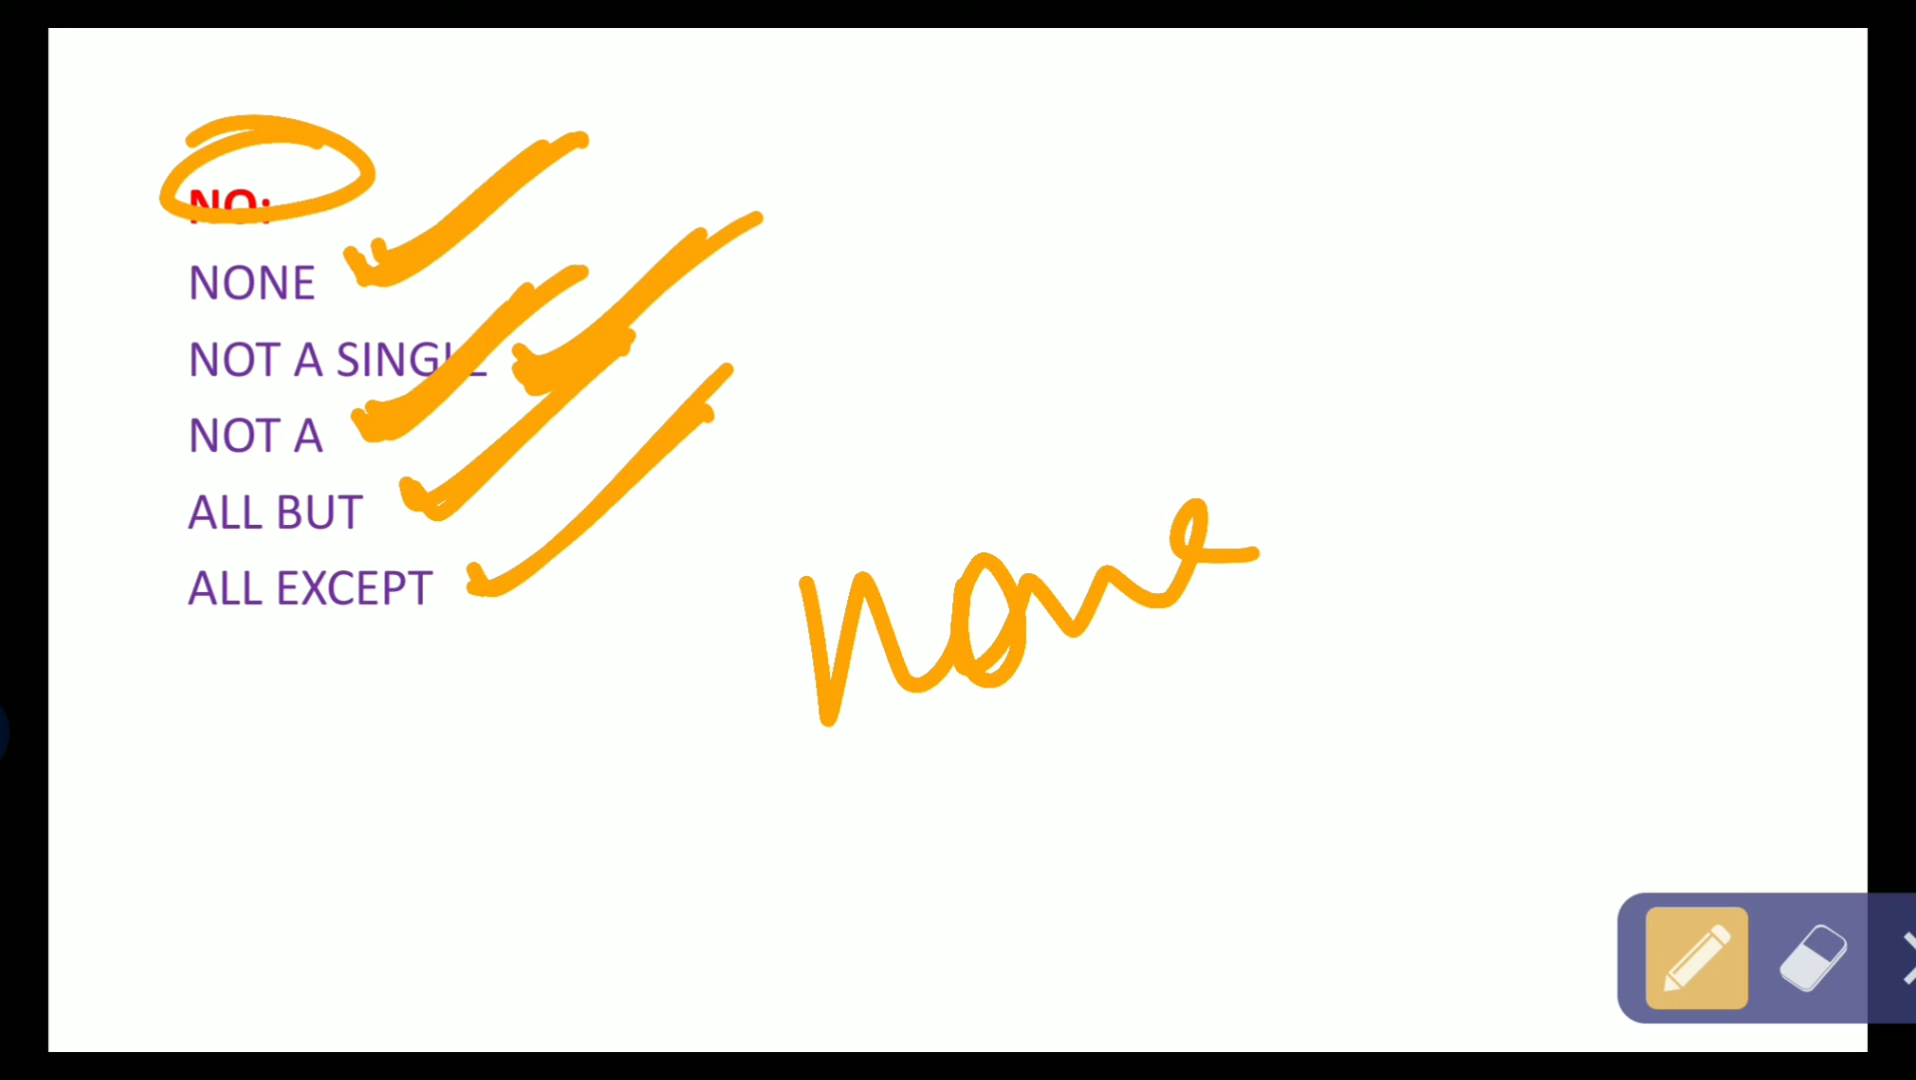 NO:
NONE
NOT A SINGLE
NOT A
ALL BUT
ALL EXCEPT
none